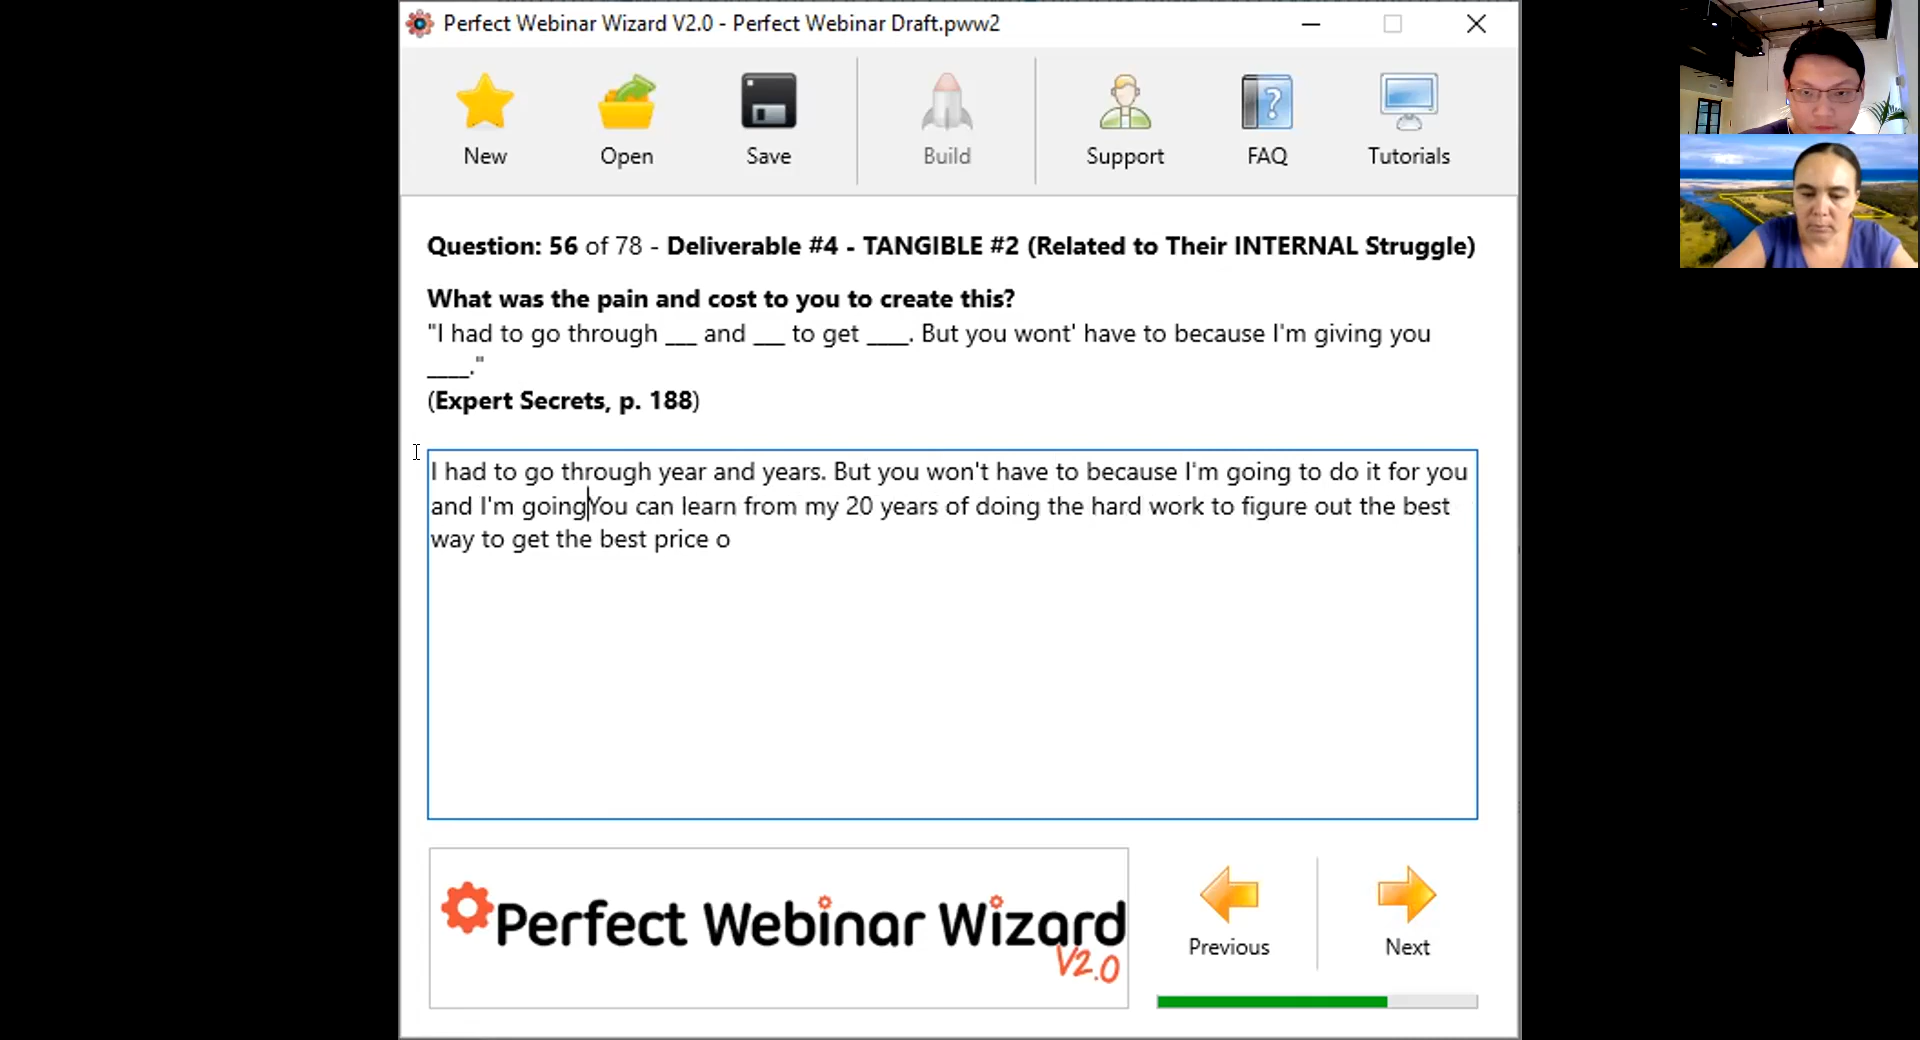 Perfect Webinar Wizard V2.0 - Perfect Webinar Draft.pww2
New Open Save Build Support FAQ Tutorials
Question: 56 of 78 - Deliverable #4 - TANGIBLE #2 (Related to Their INTERNAL Struggle)
What was the pain and cost to you to create this?
"I had to go through ___ and ___ to get ____. But you wont' have to because I'm giving you
____."
(Expert Secrets, p. 188)
I had to go through year and years. But you won't have to because I'm going to do it for you
and I'm goingYou can learn from my 20 years of doing the hard work to figure out the best
way to get the best price o
Perfect Webinar Wizard
V2.0
Previous Next